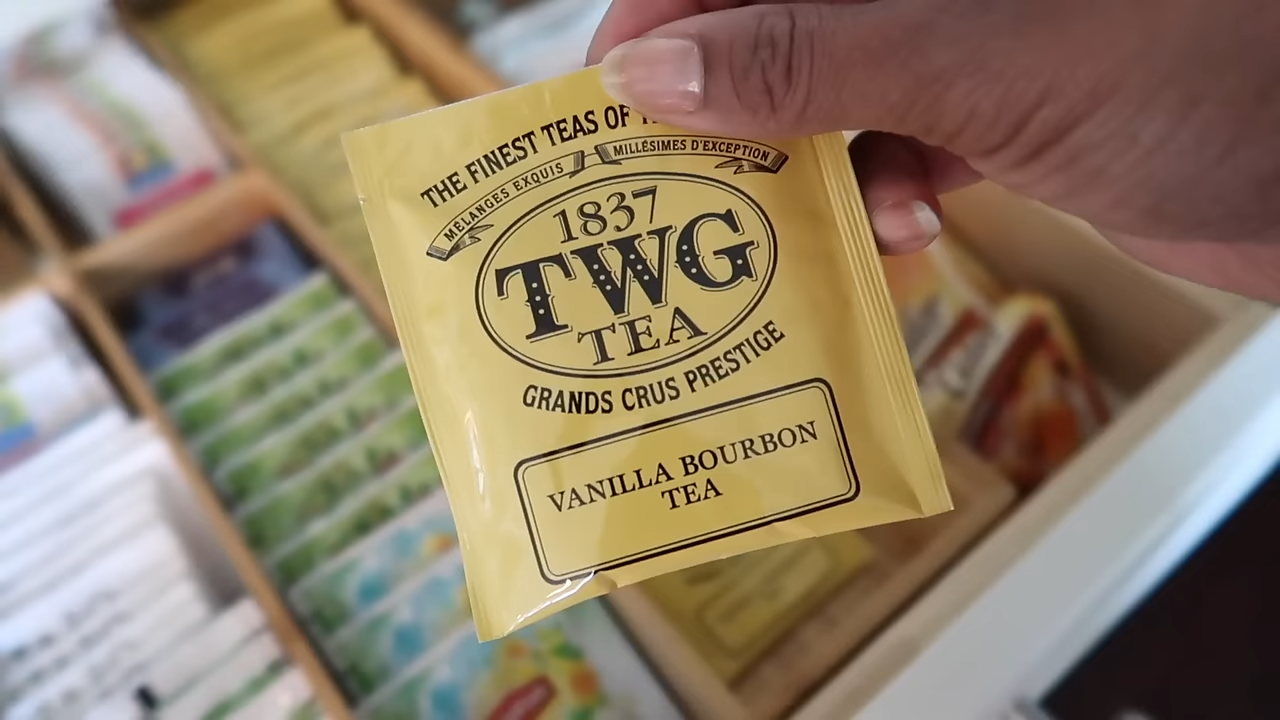 THE FINEST TEAS OF
MÉLANGES EXQUIS MILLÉSIMES D'EXCEPTION
1837
TWG
TEA
GRANDS CRUS PRESTIGE
VANILLA BOURBON
TEA